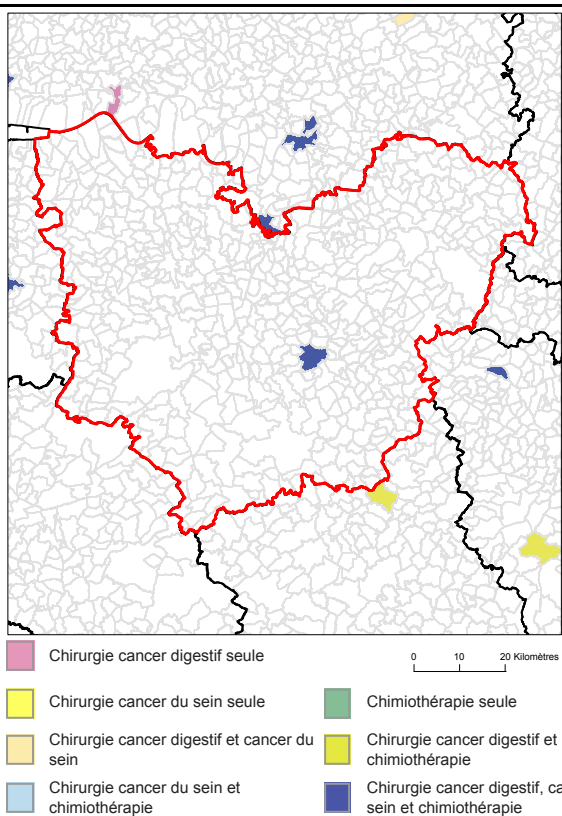 Chirurgie cancer digestif seule
0 10 20 Kilomètres
Chirurgie cancer du sein seule
Chimiothérapie seule
Chirurgie cancer digestif et cancer du
sein
Chirurgie cancer digestif et
chimiothérapie
Chirurgie cancer du sein et
chimiothérapie
Chirurgie cancer digestif, ca
sein et chimiothérapie